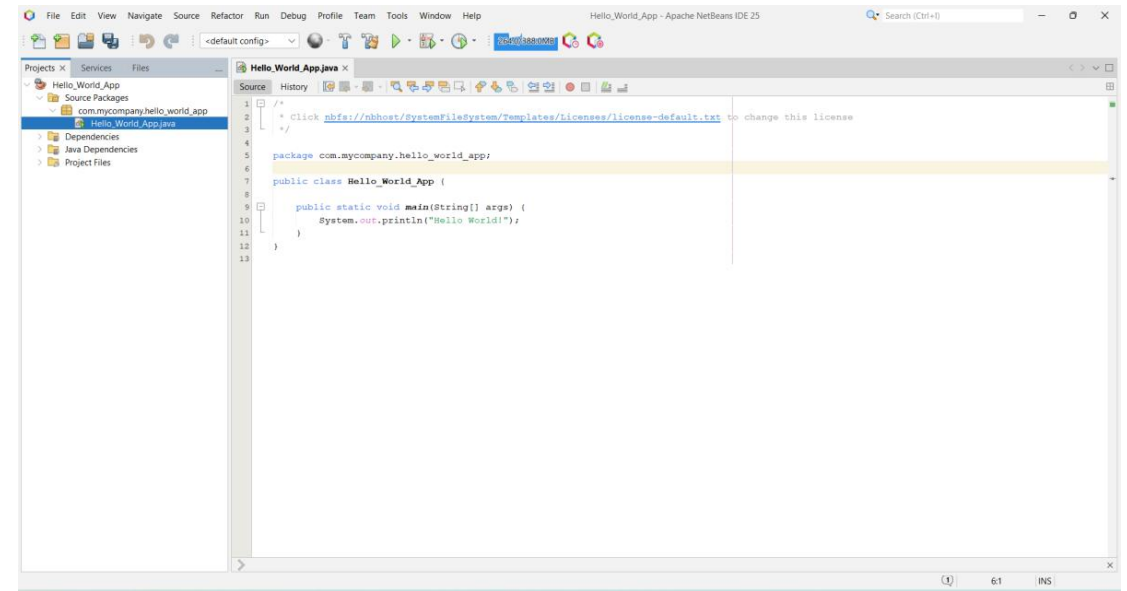 File Edit View Navigate Source Refactor Run Debug Profile Team Tools Window Help
Hello_World_App - Apache NetBeans IDE 25
Search (Ctrl+I)
<default config>
Projects
Services
Files
Hello_World_App
Source Packages
com.mycompany.hello_world_app
Hello_World_App.java
Dependencies
Java Dependencies
Project Files
Hello_World_App.java
Source
History
1 /*
2 * Click nbfs://nbhost/SystemFileSystem/Templates/Licenses/license-default.txt to change this license
3 */
4
5 package com.mycompany.hello_world_app;
6
7 public class Hello_World_App {
8
9 public static void main(String[] args) {
10 System.out.println("Hello World!");
11 }
12 }
13
1
6:1
INS